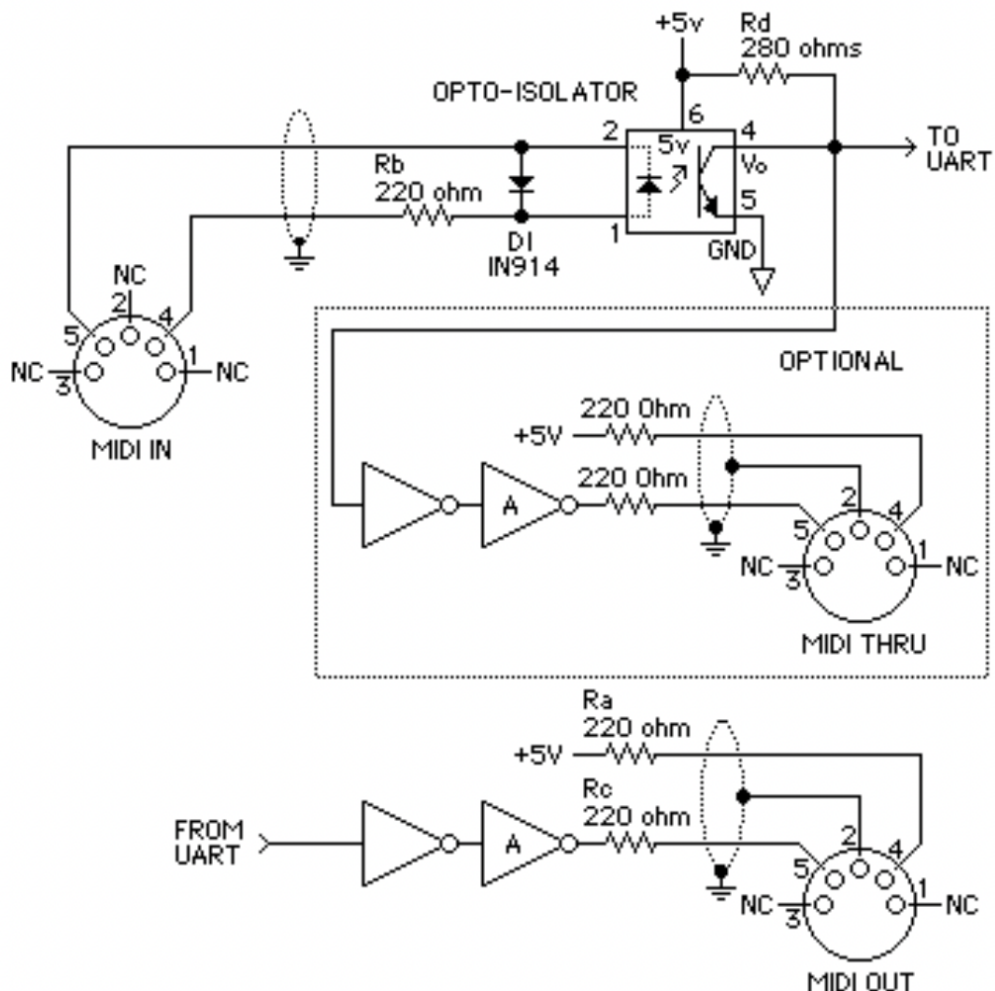 +5v
Rd
280 ohms
OPTO-ISOLATOR
6
2
5v
4
TO
UART
Vo
Rb
220 ohm
5
1
DI
IN914
GND
NC
2
5
4
NC
3
1
NC
MIDI IN
OPTIONAL
220 Ohm
+5V
220 Ohm
A
2
5
4
NC
3
1
NC
MIDI THRU
Ra
220 ohm
+5V
Rc
220 ohm
FROM
UART
A
2
5
4
NC
3
1
NC
MIDI OUT